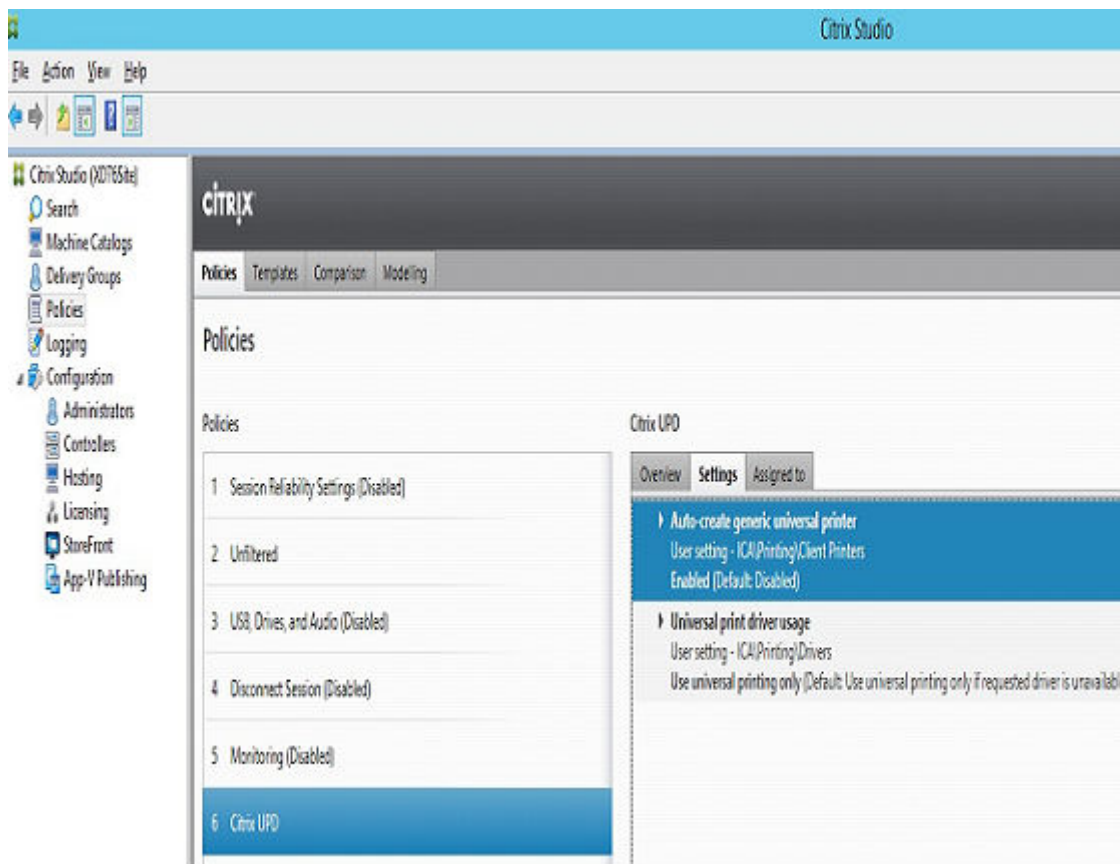 Citrix Studio
File Action View Help
Citrix Studio (XD76Site)
Search
Machine Catalogs
Delivery Groups
Policies
Logging
Configuration
Administrators
Controllers
Hosting
Licensing
StoreFront
App-V Publishing
CİTRIX
Policies Templates Comparison Modeling
Policies
Policies
1 Session Reliability Settings (Disabled)
2 Unfiltered
3 USB, Drives, and Audio (Disabled)
4 Disconnect Session (Disabled)
5 Monitoring (Disabled)
6 Citrix UPD
Citrix UPD
Overview Settings Assigned to
Auto-create generic universal printer
User setting - ICA\Printing\Client Printers
Enabled (Default: Disabled)
Universal print driver usage
User setting - ICA\Printing\Drivers
Use universal printing only (Default: Use universal printing only if requested driver is unavailabl